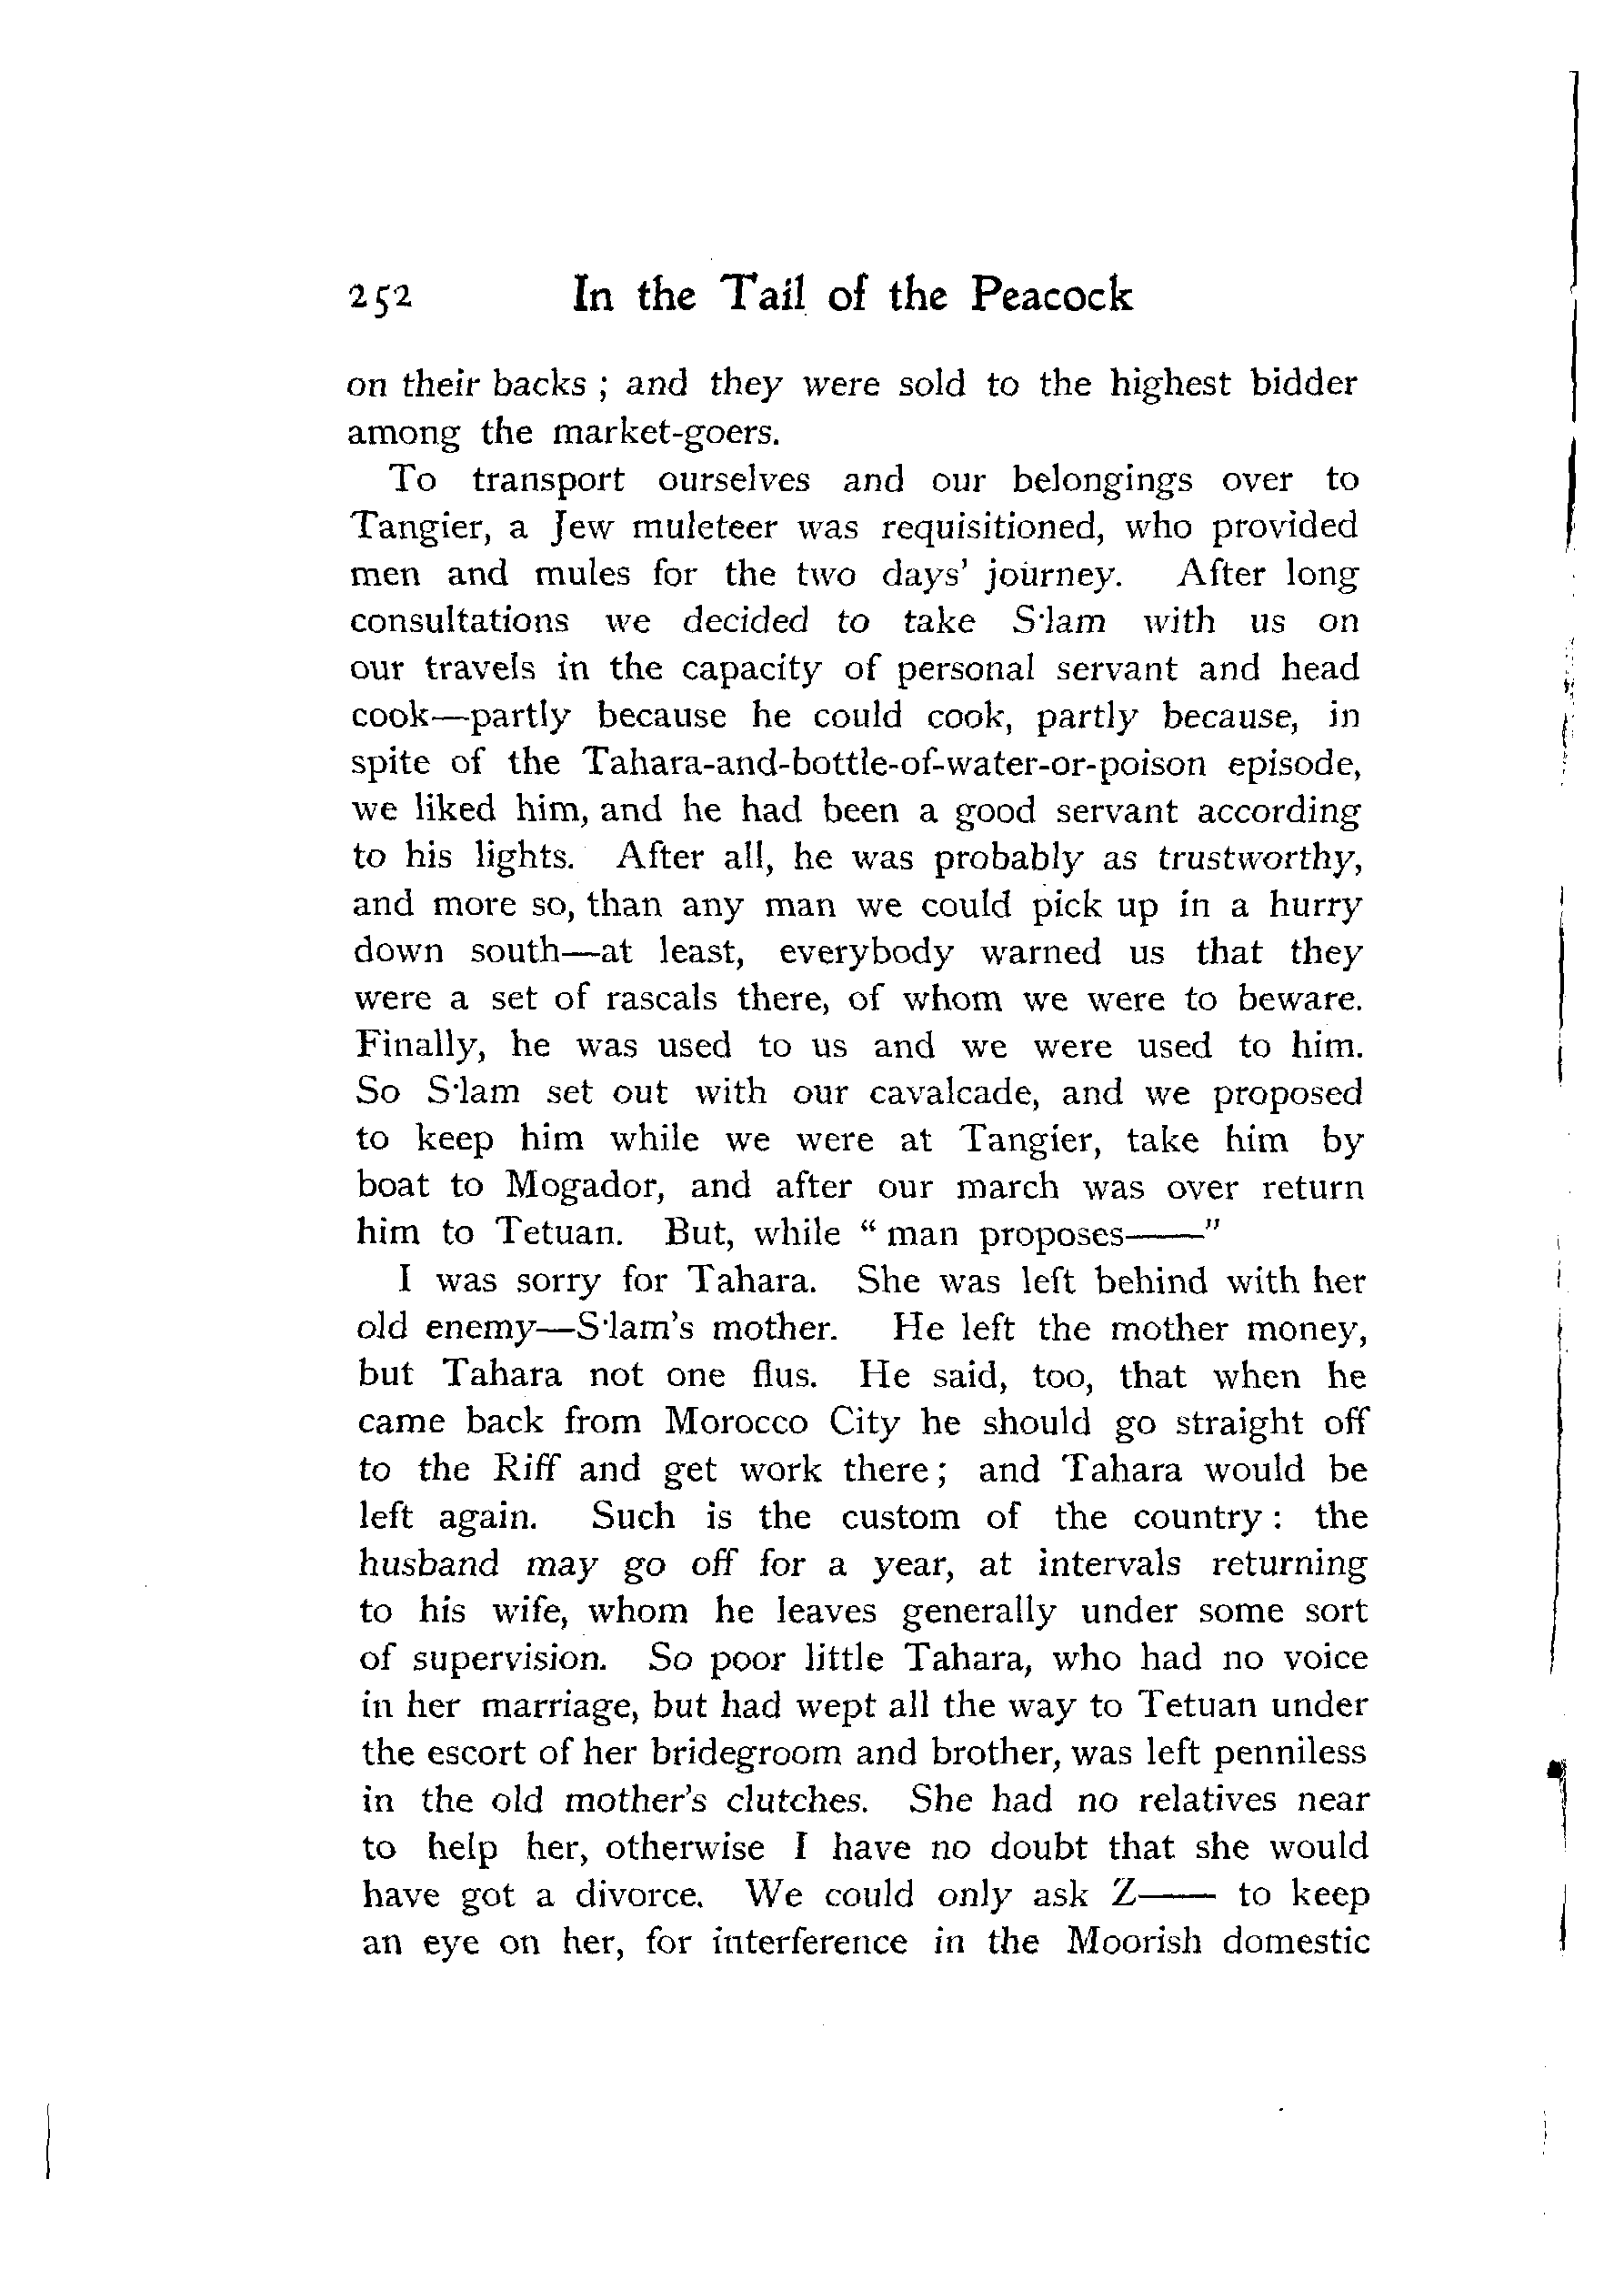 252 In the Tail of the Peacock
on their backs ; and they were sold to the highest bidder
among the market-goers.
To transport ourselves and our belongings over to
Tangier, a Jew muleteer was requisitioned, who provided
men and mules for the two days' journey. After long
consultations we decided to take S·lam with us on
our travels in the capacity of personal servant and head
cook—partly because he could cook, partly because, in
spite of the Tahara-and-bottle-of-water-or-poison episode,
we liked him, and he had been a good servant according
to his lights. After all, he was probably as trustworthy,
and more so, than any man we could pick up in a hurry
down south—at least, everybody warned us that they
were a set of rascals there, of whom we were to beware.
Finally, he was used to us and we were used to him.
So S·lam set out with our cavalcade, and we proposed
to keep him while we were at Tangier, take him by
boat to Mogador, and after our march was over return
him to Tetuan. But, while “ man proposes——”
I was sorry for Tahara. She was left behind with her
old enemy—S·lam's mother. He left the mother money,
but Tahara not one flus. He said, too, that when he
came back from Morocco City he should go straight off
to the Riff and get work there ; and Tahara would be
left again. Such is the custom of the country : the
husband may go off for a year, at intervals returning
to his wife, whom he leaves generally under some sort
of supervision. So poor little Tahara, who had no voice
in her marriage, but had wept all the way to Tetuan under
the escort of her bridegroom and brother, was left penniless
in the old mother's clutches. She had no relatives near
to help her, otherwise I have no doubt that she would
have got a divorce. We could only ask Z—— to keep
an eye on her, for interference in the Moorish domestic